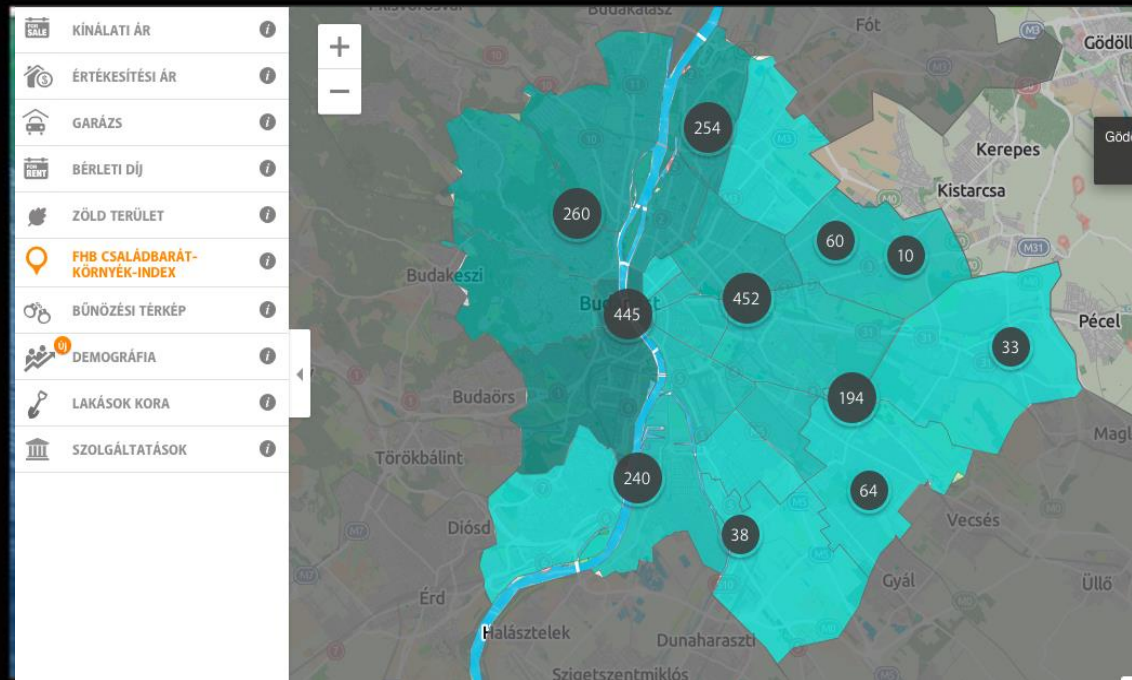 FOR SALE
KÍNÁLATI ÁR
ÉRTÉKESÍTÉSI ÁR
GARÁZS
FOR RENT
BÉRLETI DÍJ
ZÖLD TERÜLET
FHB CSALÁDBARÁT-
KÖRNYÉK-INDEX
BŰNÖZÉSI TÉRKÉP
ÚJ
DEMOGRÁFIA
LAKÁSOK KORA
SZOLGÁLTATÁSOK
+
−
Budakalász
Fót
M3
Gödöll
254
Kerepes
Göd
Kistarcsa
260
60
10
M31
Budakeszi
452
445
Pécel
33
Budaörs
194
Magl
Törökbálint
240
64
Vecsés
Diósd
38
Gyál
Üllő
Érd
Halásztelek
Dunaharaszti
Szigetszentmiklós